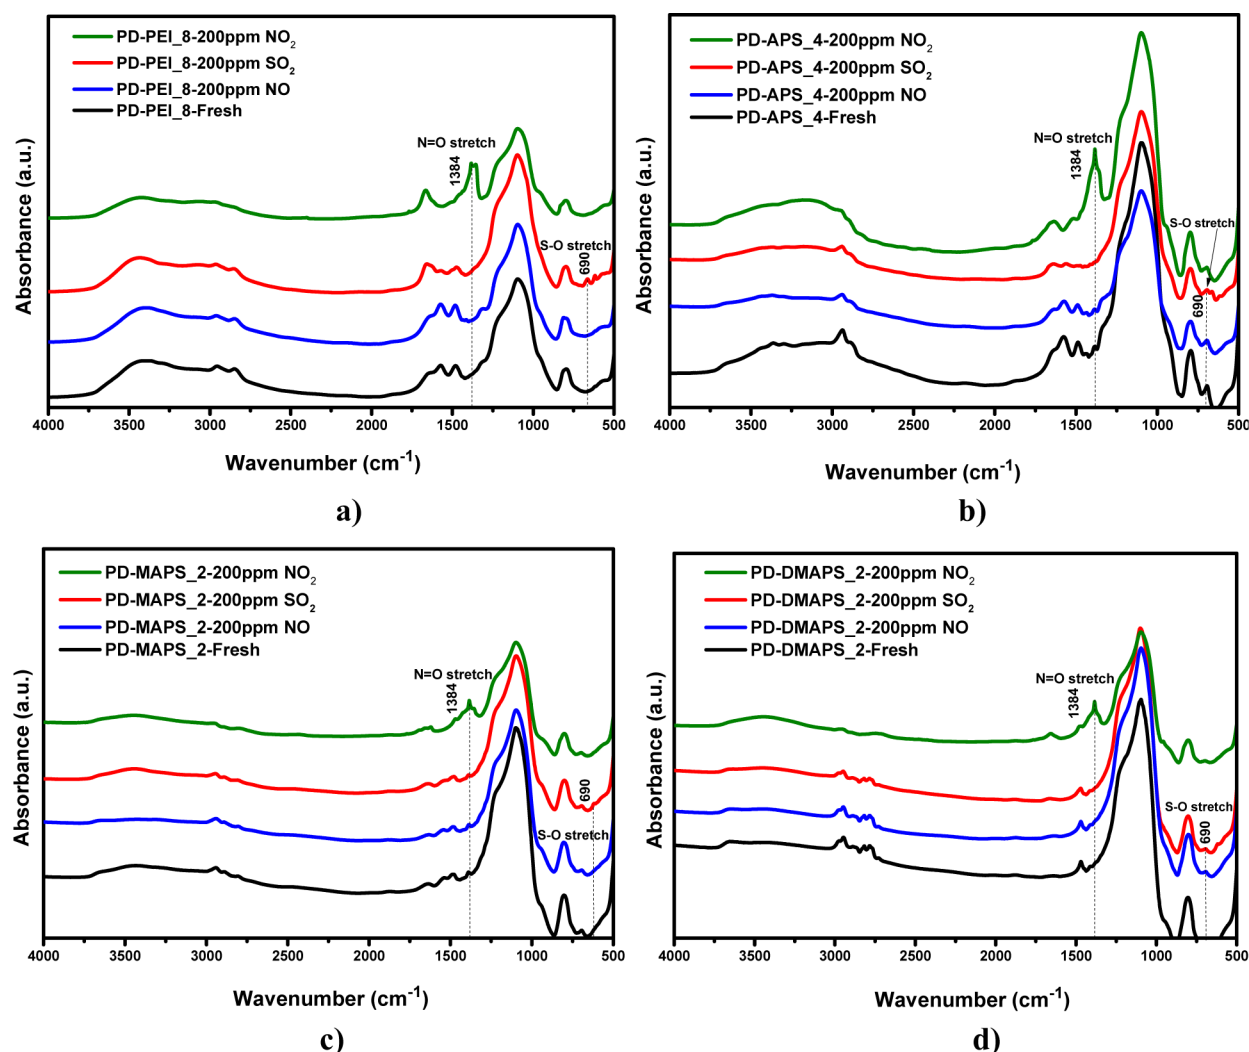 PD-PEI_8-200ppm NO₂
PD-PEI_8-200ppm SO₂
PD-PEI_8-200ppm NO
PD-PEI_8-Fresh
N=O stretch
1384
S-O stretch
690
Absorbance (a.u.)
4000 3500 3000 2500 2000 1500 1000 500
Wavenumber (cm⁻¹)
a)
PD-APS_4-200ppm NO₂
PD-APS_4-200ppm SO₂
PD-APS_4-200ppm NO
PD-APS_4-Fresh
N=O stretch
1384
S-O stretch
690
Absorbance (a.u.)
4000 3500 3000 2500 2000 1500 1000 500
Wavenumber (cm⁻¹)
b)
PD-MAPS_2-200ppm NO₂
PD-MAPS_2-200ppm SO₂
PD-MAPS_2-200ppm NO
PD-MAPS_2-Fresh
N=O stretch
1384
690
S-O stretch
Absorbance (a.u.)
4000 3500 3000 2500 2000 1500 1000 500
Wavenumber (cm⁻¹)
c)
PD-DMAPS_2-200ppm NO₂
PD-DMAPS_2-200ppm SO₂
PD-DMAPS_2-200ppm NO
PD-DMAPS_2-Fresh
N=O stretch
1384
S-O stretch
690
Absorbance (a.u.)
4000 3500 3000 2500 2000 1500 1000 500
Wavenumber (cm⁻¹)
d)